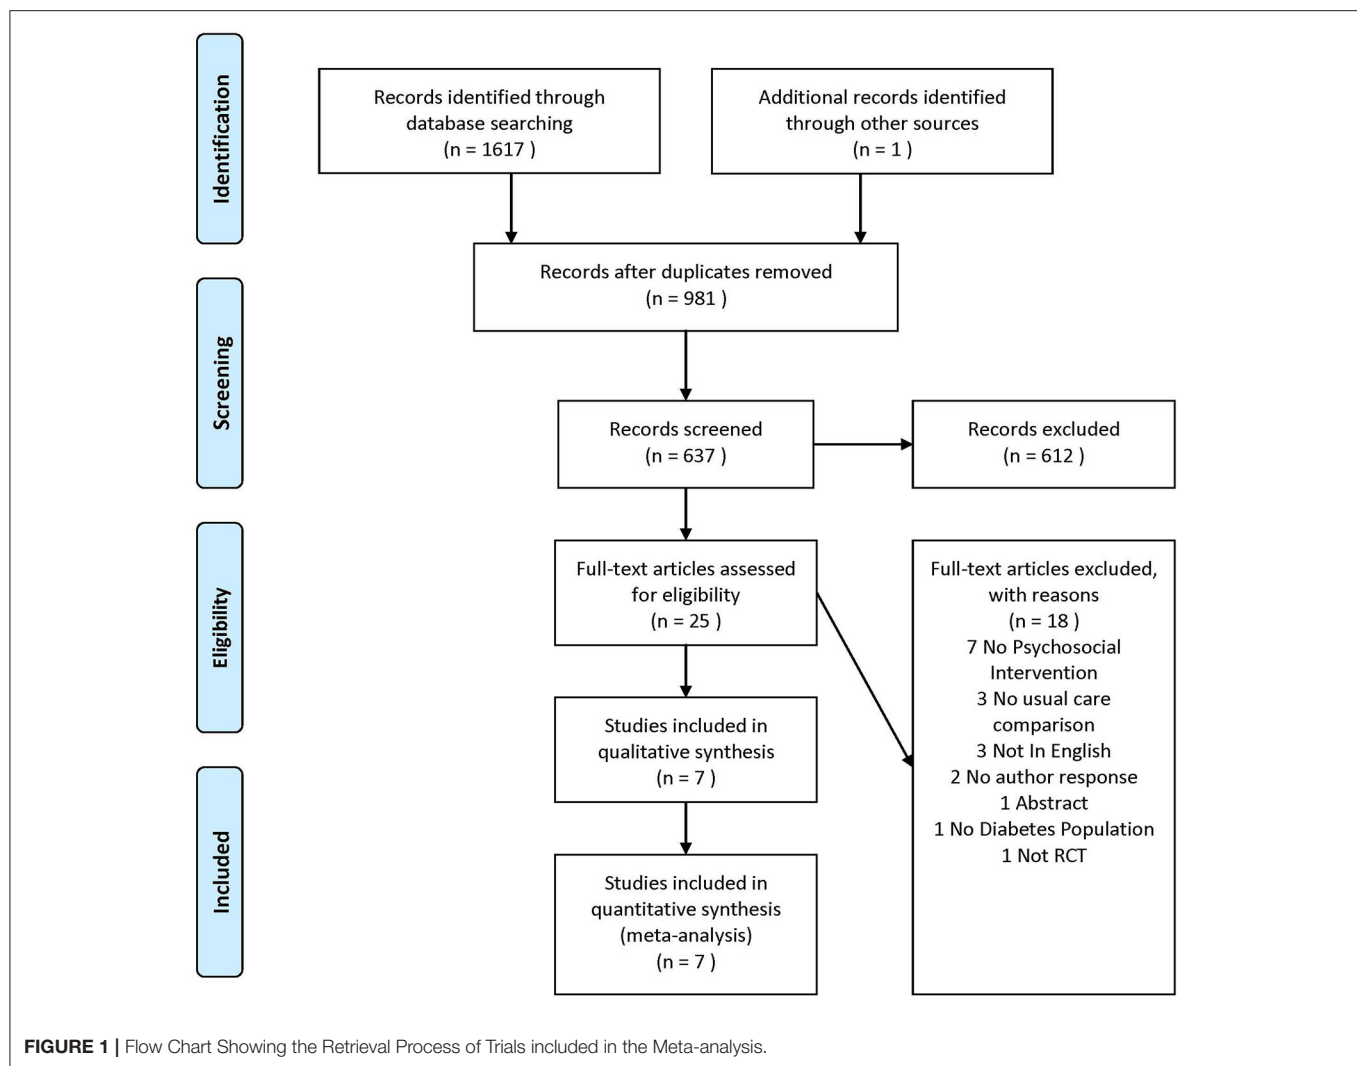 Identification
Records identified through
database searching
(n = 1617 )
Additional records identified
through other sources
(n = 1 )
Records after duplicates removed
(n = 981 )
Screening
Records screened
(n = 637 )
Records excluded
(n = 612 )
Eligibility
Full-text articles assessed
for eligibility
(n = 25 )
Full-text articles excluded,
with reasons
(n = 18 )
7 No Psychosocial
Intervention
3 No usual care
comparison
3 Not In English
2 No author response
1 Abstract
1 No Diabetes Population
1 Not RCT
Studies included in
qualitative synthesis
(n = 7 )
Included
Studies included in
quantitative synthesis
(meta-analysis)
(n = 7 )
FIGURE 1 | Flow Chart Showing the Retrieval Process of Trials included in the Meta-analysis.